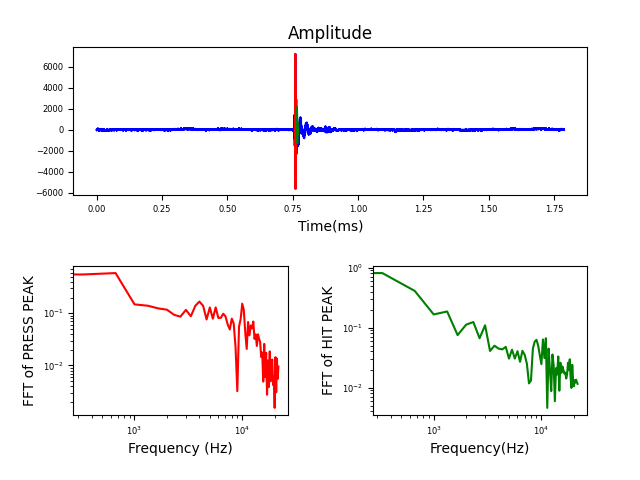 Amplitude
6000
4000
2000
0
−2000
−4000
−6000
0.00 0.25 0.50 0.75 1.00 1.25 1.50 1.75
Time(ms)
FFT of PRESS PEAK
10⁻¹
10⁻²
10³ 10⁴
Frequency (Hz)
FFT of HIT PEAK
10⁰
10⁻¹
10⁻²
10³ 10⁴
Frequency(Hz)